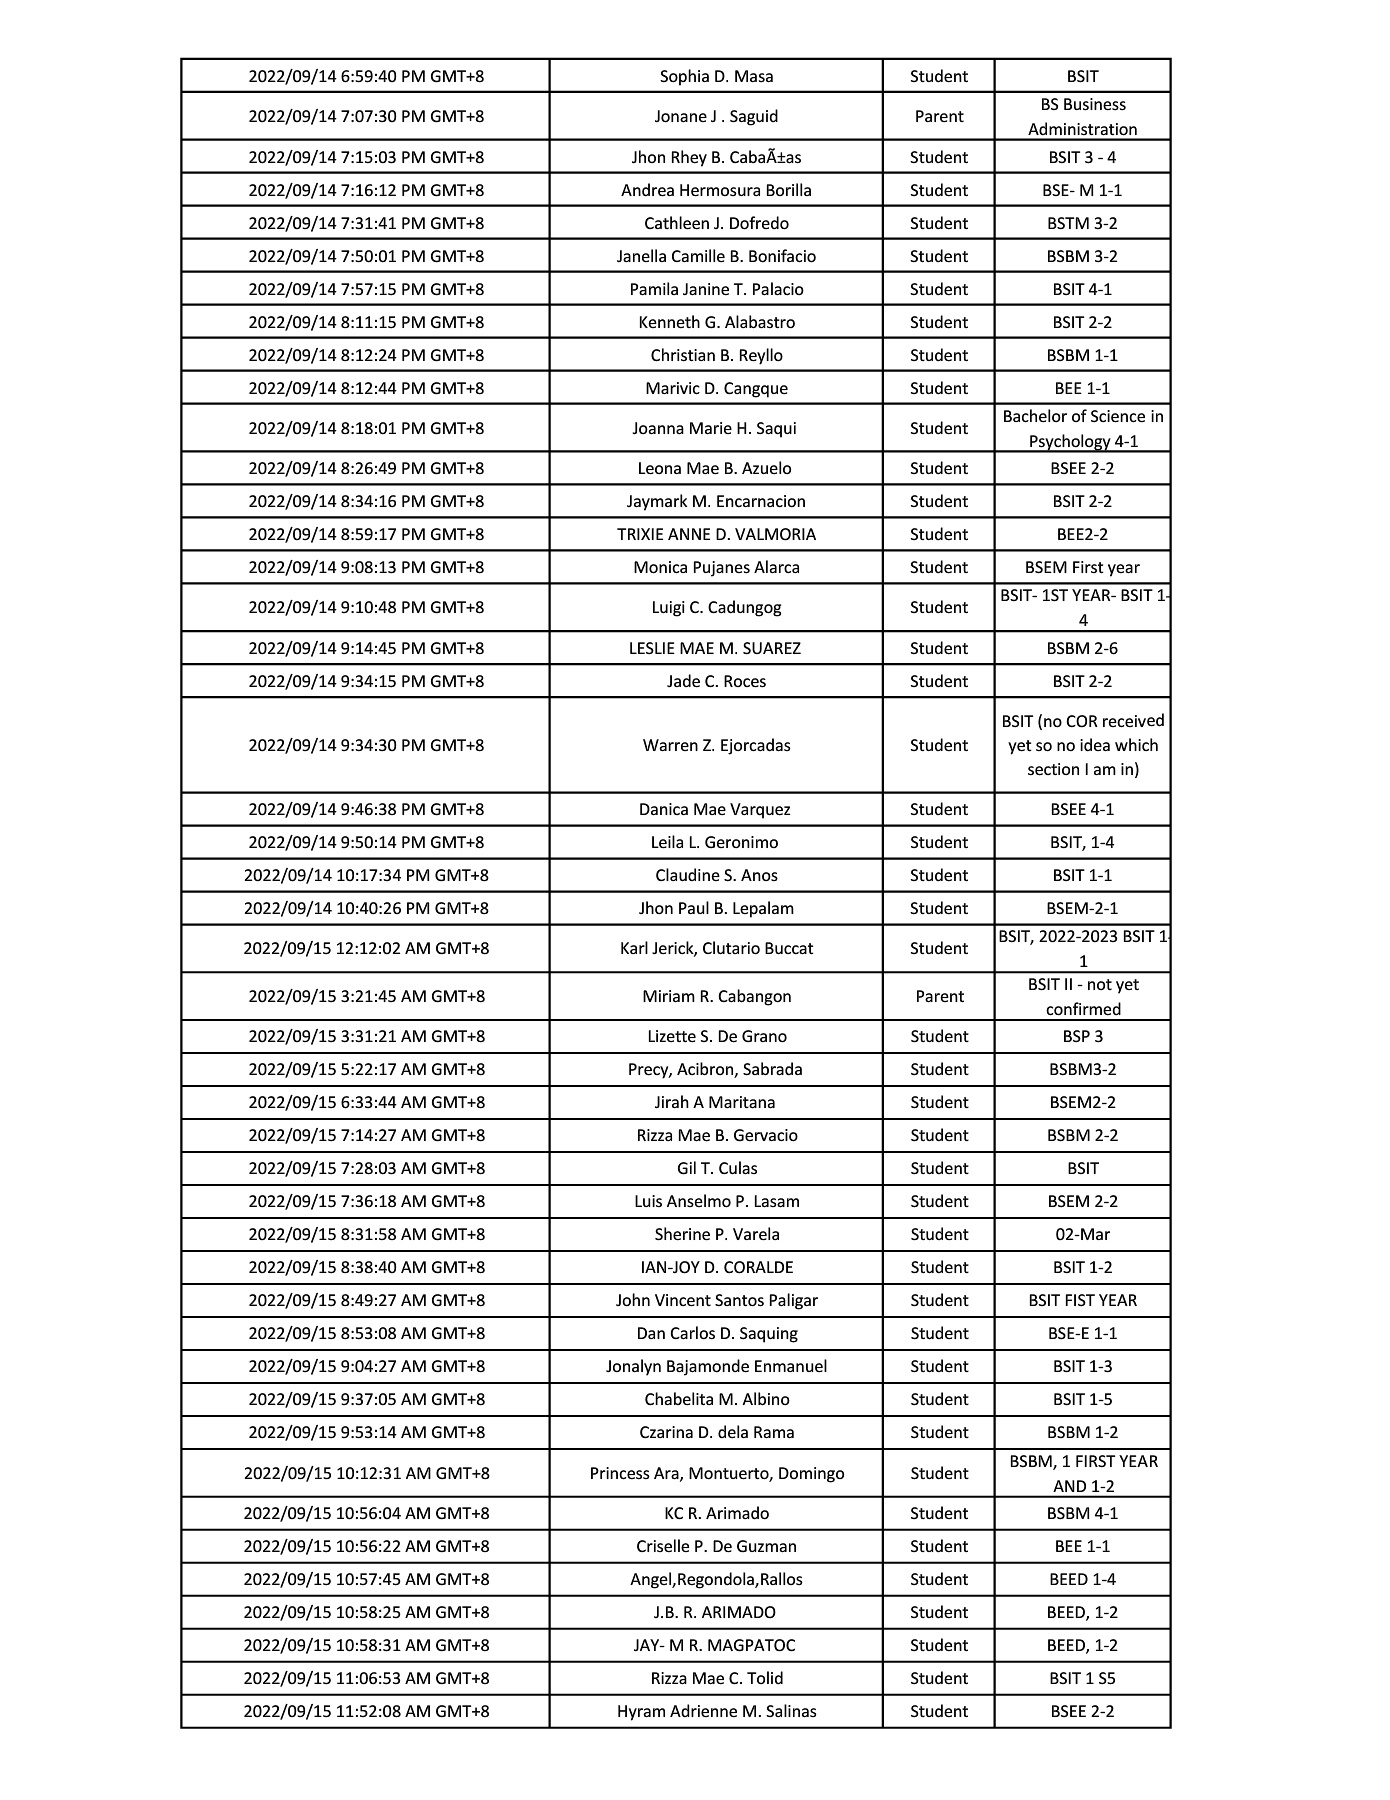 2022/09/14 6:59:40 PM GMT+8 Sophia D. Masa Student BSIT
2022/09/14 7:07:30 PM GMT+8 Jonane J . Saguid Parent BS Business
Administration
2022/09/14 7:15:03 PM GMT+8 Jhon Rhey B. CabaÃ±as Student BSIT 3 - 4
2022/09/14 7:16:12 PM GMT+8 Andrea Hermosura Borilla Student BSE- M 1-1
2022/09/14 7:31:41 PM GMT+8 Cathleen J. Dofredo Student BSTM 3-2
2022/09/14 7:50:01 PM GMT+8 Janella Camille B. Bonifacio Student BSBM 3-2
2022/09/14 7:57:15 PM GMT+8 Pamila Janine T. Palacio Student BSIT 4-1
2022/09/14 8:11:15 PM GMT+8 Kenneth G. Alabastro Student BSIT 2-2
2022/09/14 8:12:24 PM GMT+8 Christian B. Reyllo Student BSBM 1-1
2022/09/14 8:12:44 PM GMT+8 Marivic D. Cangque Student BEE 1-1
2022/09/14 8:18:01 PM GMT+8 Joanna Marie H. Saqui Student Bachelor of Science in
Psychology 4-1
2022/09/14 8:26:49 PM GMT+8 Leona Mae B. Azuelo Student BSEE 2-2
2022/09/14 8:34:16 PM GMT+8 Jaymark M. Encarnacion Student BSIT 2-2
2022/09/14 8:59:17 PM GMT+8 TRIXIE ANNE D. VALMORIA Student BEE2-2
2022/09/14 9:08:13 PM GMT+8 Monica Pujanes Alarca Student BSEM First year
2022/09/14 9:10:48 PM GMT+8 Luigi C. Cadungog Student BSIT- 1ST YEAR- BSIT 1-
4
2022/09/14 9:14:45 PM GMT+8 LESLIE MAE M. SUAREZ Student BSBM 2-6
2022/09/14 9:34:15 PM GMT+8 Jade C. Roces Student BSIT 2-2
2022/09/14 9:34:30 PM GMT+8 Warren Z. Ejorcadas Student BSIT (no COR received
yet so no idea which
section I am in)
2022/09/14 9:46:38 PM GMT+8 Danica Mae Varquez Student BSEE 4-1
2022/09/14 9:50:14 PM GMT+8 Leila L. Geronimo Student BSIT, 1-4
2022/09/14 10:17:34 PM GMT+8 Claudine S. Anos Student BSIT 1-1
2022/09/14 10:40:26 PM GMT+8 Jhon Paul B. Lepalam Student BSEM-2-1
2022/09/15 12:12:02 AM GMT+8 Karl Jerick, Clutario Buccat Student BSIT, 2022-2023 BSIT 1-
1
2022/09/15 3:21:45 AM GMT+8 Miriam R. Cabangon Parent BSIT II - not yet
confirmed
2022/09/15 3:31:21 AM GMT+8 Lizette S. De Grano Student BSP 3
2022/09/15 5:22:17 AM GMT+8 Precy, Acibron, Sabrada Student BSBM3-2
2022/09/15 6:33:44 AM GMT+8 Jirah A Maritana Student BSEM2-2
2022/09/15 7:14:27 AM GMT+8 Rizza Mae B. Gervacio Student BSBM 2-2
2022/09/15 7:28:03 AM GMT+8 Gil T. Culas Student BSIT
2022/09/15 7:36:18 AM GMT+8 Luis Anselmo P. Lasam Student BSEM 2-2
2022/09/15 8:31:58 AM GMT+8 Sherine P. Varela Student 02-Mar
2022/09/15 8:38:40 AM GMT+8 IAN-JOY D. CORALDE Student BSIT 1-2
2022/09/15 8:49:27 AM GMT+8 John Vincent Santos Paligar Student BSIT FIST YEAR
2022/09/15 8:53:08 AM GMT+8 Dan Carlos D. Saquing Student BSE-E 1-1
2022/09/15 9:04:27 AM GMT+8 Jonalyn Bajamonde Enmanuel Student BSIT 1-3
2022/09/15 9:37:05 AM GMT+8 Chabelita M. Albino Student BSIT 1-5
2022/09/15 9:53:14 AM GMT+8 Czarina D. dela Rama Student BSBM 1-2
2022/09/15 10:12:31 AM GMT+8 Princess Ara, Montuerto, Domingo Student BSBM, 1 FIRST YEAR
AND 1-2
2022/09/15 10:56:04 AM GMT+8 KC R. Arimado Student BSBM 4-1
2022/09/15 10:56:22 AM GMT+8 Criselle P. De Guzman Student BEE 1-1
2022/09/15 10:57:45 AM GMT+8 Angel,Regondola,Rallos Student BEED 1-4
2022/09/15 10:58:25 AM GMT+8 J.B. R. ARIMADO Student BEED, 1-2
2022/09/15 10:58:31 AM GMT+8 JAY- M R. MAGPATOC Student BEED, 1-2
2022/09/15 11:06:53 AM GMT+8 Rizza Mae C. Tolid Student BSIT 1 S5
2022/09/15 11:52:08 AM GMT+8 Hyram Adrienne M. Salinas Student BSEE 2-2